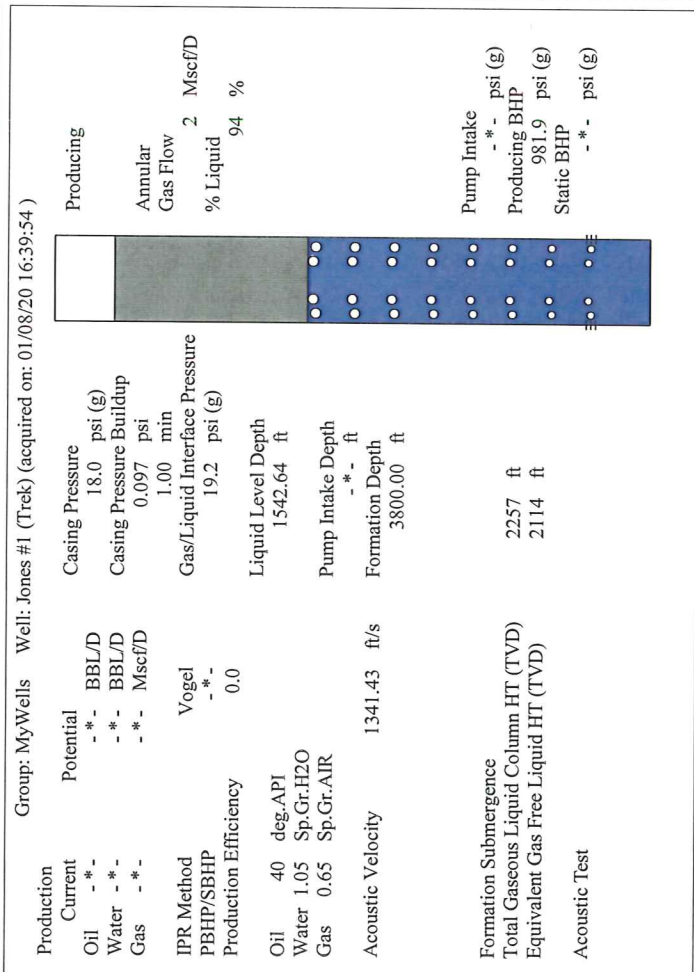 Group: MyWells Well: Jones #1 (Trek) (acquired on: 01/08/20 16:39:54 )
Production
Current Potential
Oil - * - - * - BBL/D
Water - * - - * - BBL/D
Gas - * - - * - Mscf/D
IPR Method Vogel
PBHP/SBHP - * -
Production Efficiency 0.0
Oil 40 deg.API
Water 1.05 Sp.Gr.H2O
Gas 0.65 Sp.Gr.AIR
Acoustic Velocity 1341.43 ft/s
Formation Submergence
Total Gaseous Liquid Column HT (TVD) 2257 ft
Equivalent Gas Free Liquid HT (TVD) 2114 ft
Acoustic Test
Casing Pressure
18.0 psi (g)
Casing Pressure Buildup
0.097 psi
1.00 min
Gas/Liquid Interface Pressure
19.2 psi (g)
Liquid Level Depth
1542.64 ft
Pump Intake Depth
- * - ft
Formation Depth
3800.00 ft
Producing
Annular
Gas Flow
2 Mscf/D
% Liquid
94 %
Pump Intake
- * - psi (g)
Producing BHP
981.9 psi (g)
Static BHP
- * - psi (g)